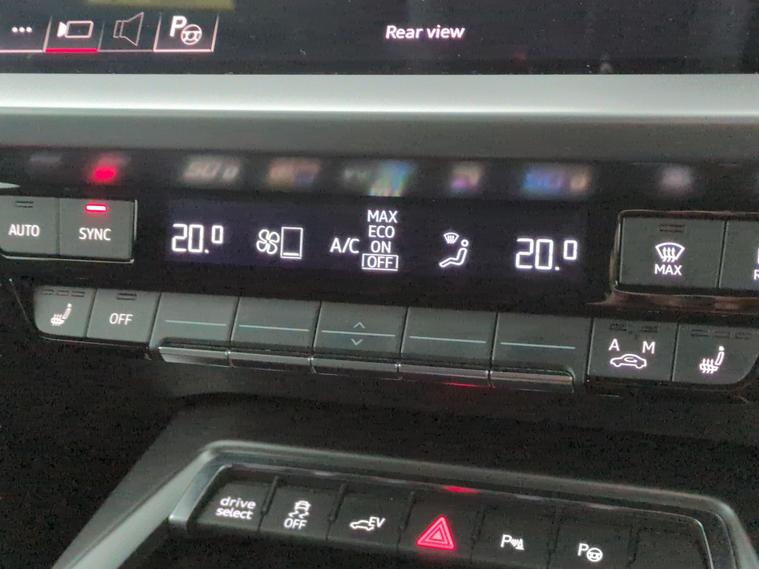 ... P
Rear view
AUTO
SYNC
20.0
A/C
MAX
ECO
ON
OFF
20.0
MAX
R
OFF
A M
drive
select
OFF
EV
P
P